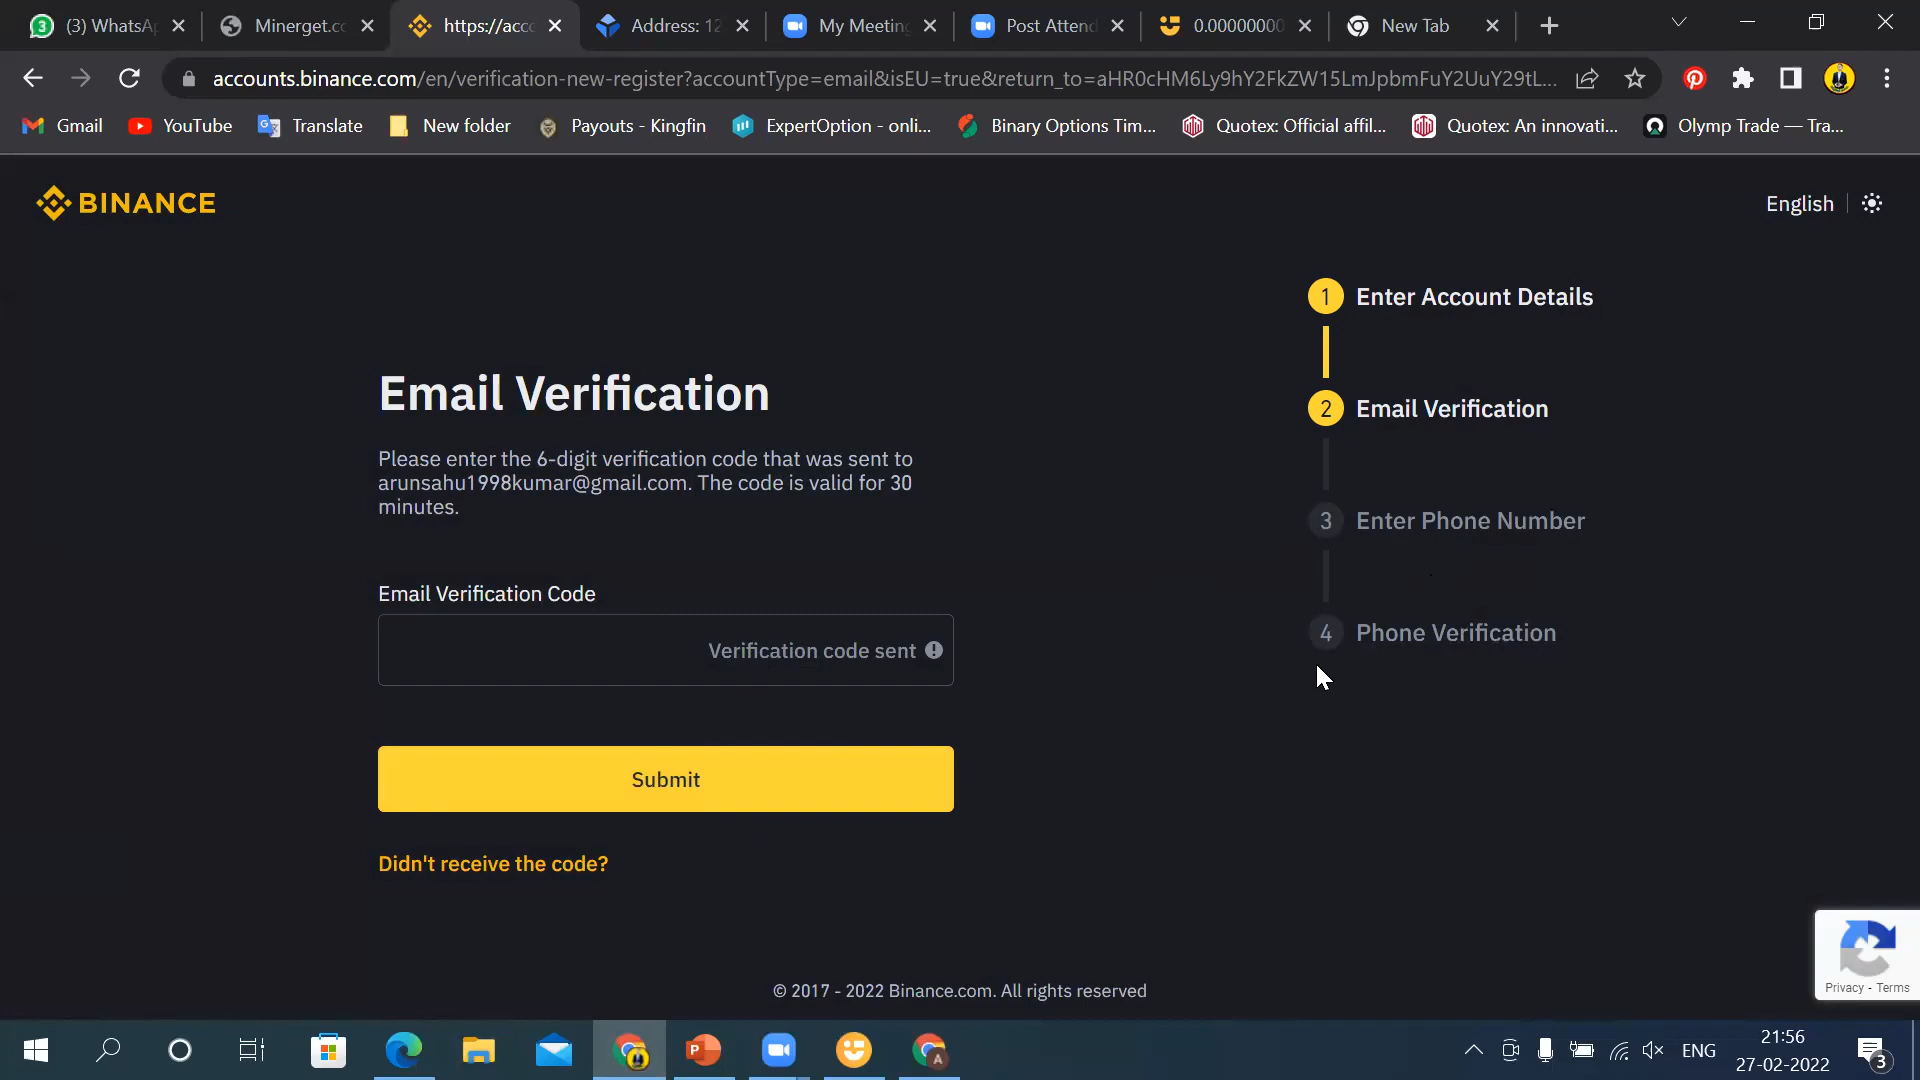 3
(3) WhatsAp
Minerget.co
https://acco
Address: 12
My Meeting
Post Attend
0.00000000
New Tab
accounts.binance.com/en/verification-new-register?accountType=email&isEU=true&return_to=aHR0cHM6Ly9hY2FkZW15LmJpbmFuY2UuY29tL...
Gmail
YouTube
Translate
New folder
Payouts - Kingfin
ExpertOption - onli...
Binary Options Tim...
Quotex: Official affil...
Quotex: An innovati...
Olymp Trade — Tra...
BINANCE
English
1 Enter Account Details
Email Verification
2 Email Verification
Please enter the 6-digit verification code that was sent to
arunsahu1998kumar@gmail.com. The code is valid for 30
minutes.
3 Enter Phone Number
Email Verification Code
4 Phone Verification
Verification code sent
Submit
Didn't receive the code?
Privacy - Terms
© 2017 - 2022 Binance.com. All rights reserved
P
A
ENG
21:56
27-02-2022
3